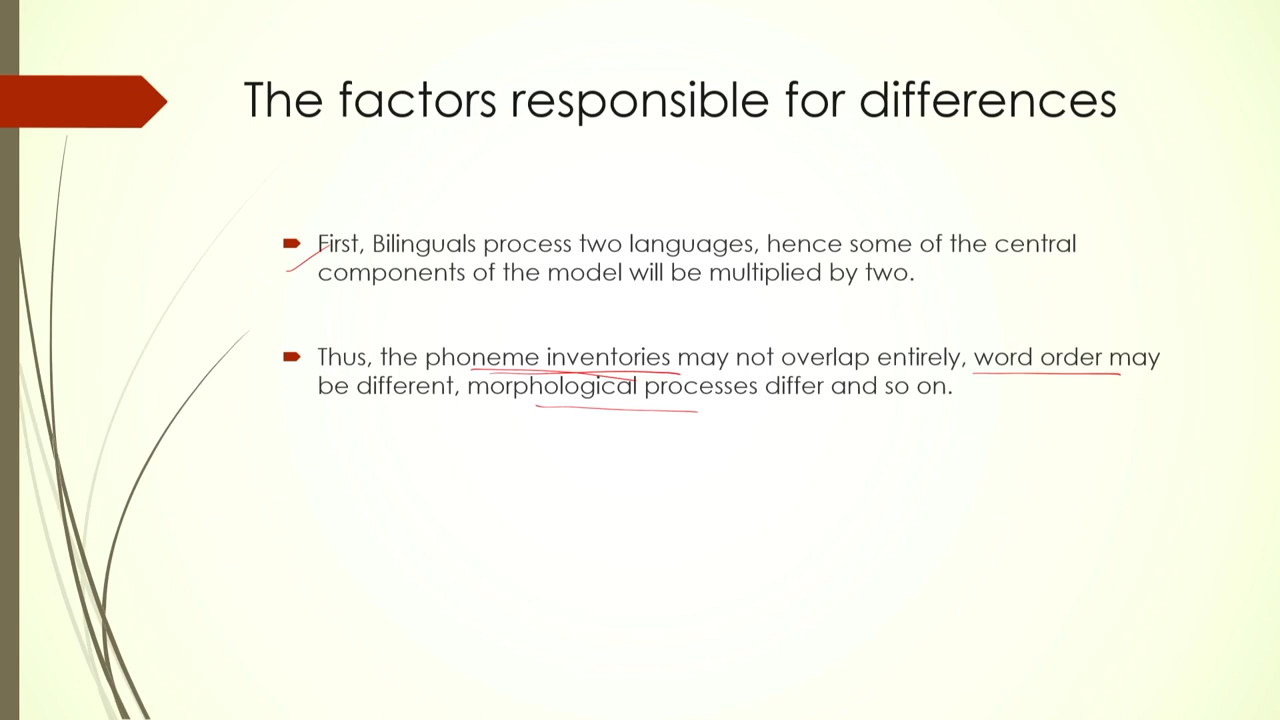 The factors responsible for differences
First, Bilinguals process two languages, hence some of the central
components of the model will be multiplied by two.
Thus, the phoneme inventories may not overlap entirely, word order may
be different, morphological processes differ and so on.